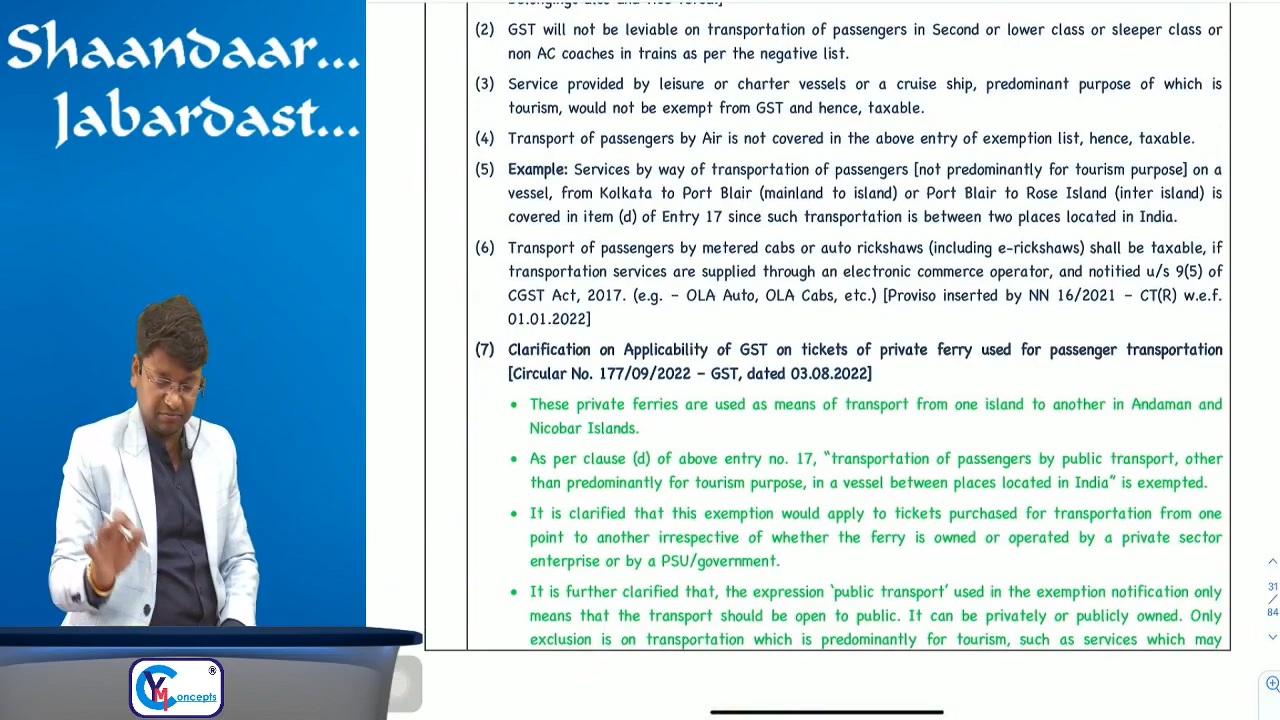 Shaandaar...
Jabardast...
(2) GST will not be leviable on transportation of passengers in Second or lower class or sleeper class or
non AC coaches in trains as per the negative list.
(3) Service provided by leisure or charter vessels or a cruise ship, predominant purpose of which is
tourism, would not be exempt from GST and hence, taxable.
(4) Transport of passengers by Air is not covered in the above entry of exemption list, hence, taxable.
(5) Example: Services by way of transportation of passengers [not predominantly for tourism purpose] on a
vessel, from Kolkata to Port Blair (mainland to island) or Port Blair to Rose Island (inter island) is
covered in item (d) of Entry 17 since such transportation is between two places located in India.
(6) Transport of passengers by metered cabs or auto rickshaws (including e-rickshaws) shall be taxable, if
transportation services are supplied through an electronic commerce operator, and notitied u/s 9(5) of
CGST Act, 2017. (e.g. – OLA Auto, OLA Cabs, etc.) [Proviso inserted by NN 16/2021 – CT(R) w.e.f.
01.01.2022]
(7) Clarification on Applicability of GST on tickets of private ferry used for passenger transportation
[Circular No. 177/09/2022 – GST, dated 03.08.2022]
• These private ferries are used as means of transport from one island to another in Andaman and
Nicobar Islands.
• As per clause (d) of above entry no. 17, “transportation of passengers by public transport, other
than predominantly for tourism purpose, in a vessel between places located in India” is exempted.
• It is clarified that this exemption would apply to tickets purchased for transportation from one
point to another irrespective of whether the ferry is owned or operated by a private sector
enterprise or by a PSU/government.
• It is further clarified that, the expression ‘public transport’ used in the exemption notification only
means that the transport should be open to public. It can be privately or publicly owned. Only
exclusion is on transportation which is predominantly for tourism, such as services which may
31
/
84
YM Concepts ®